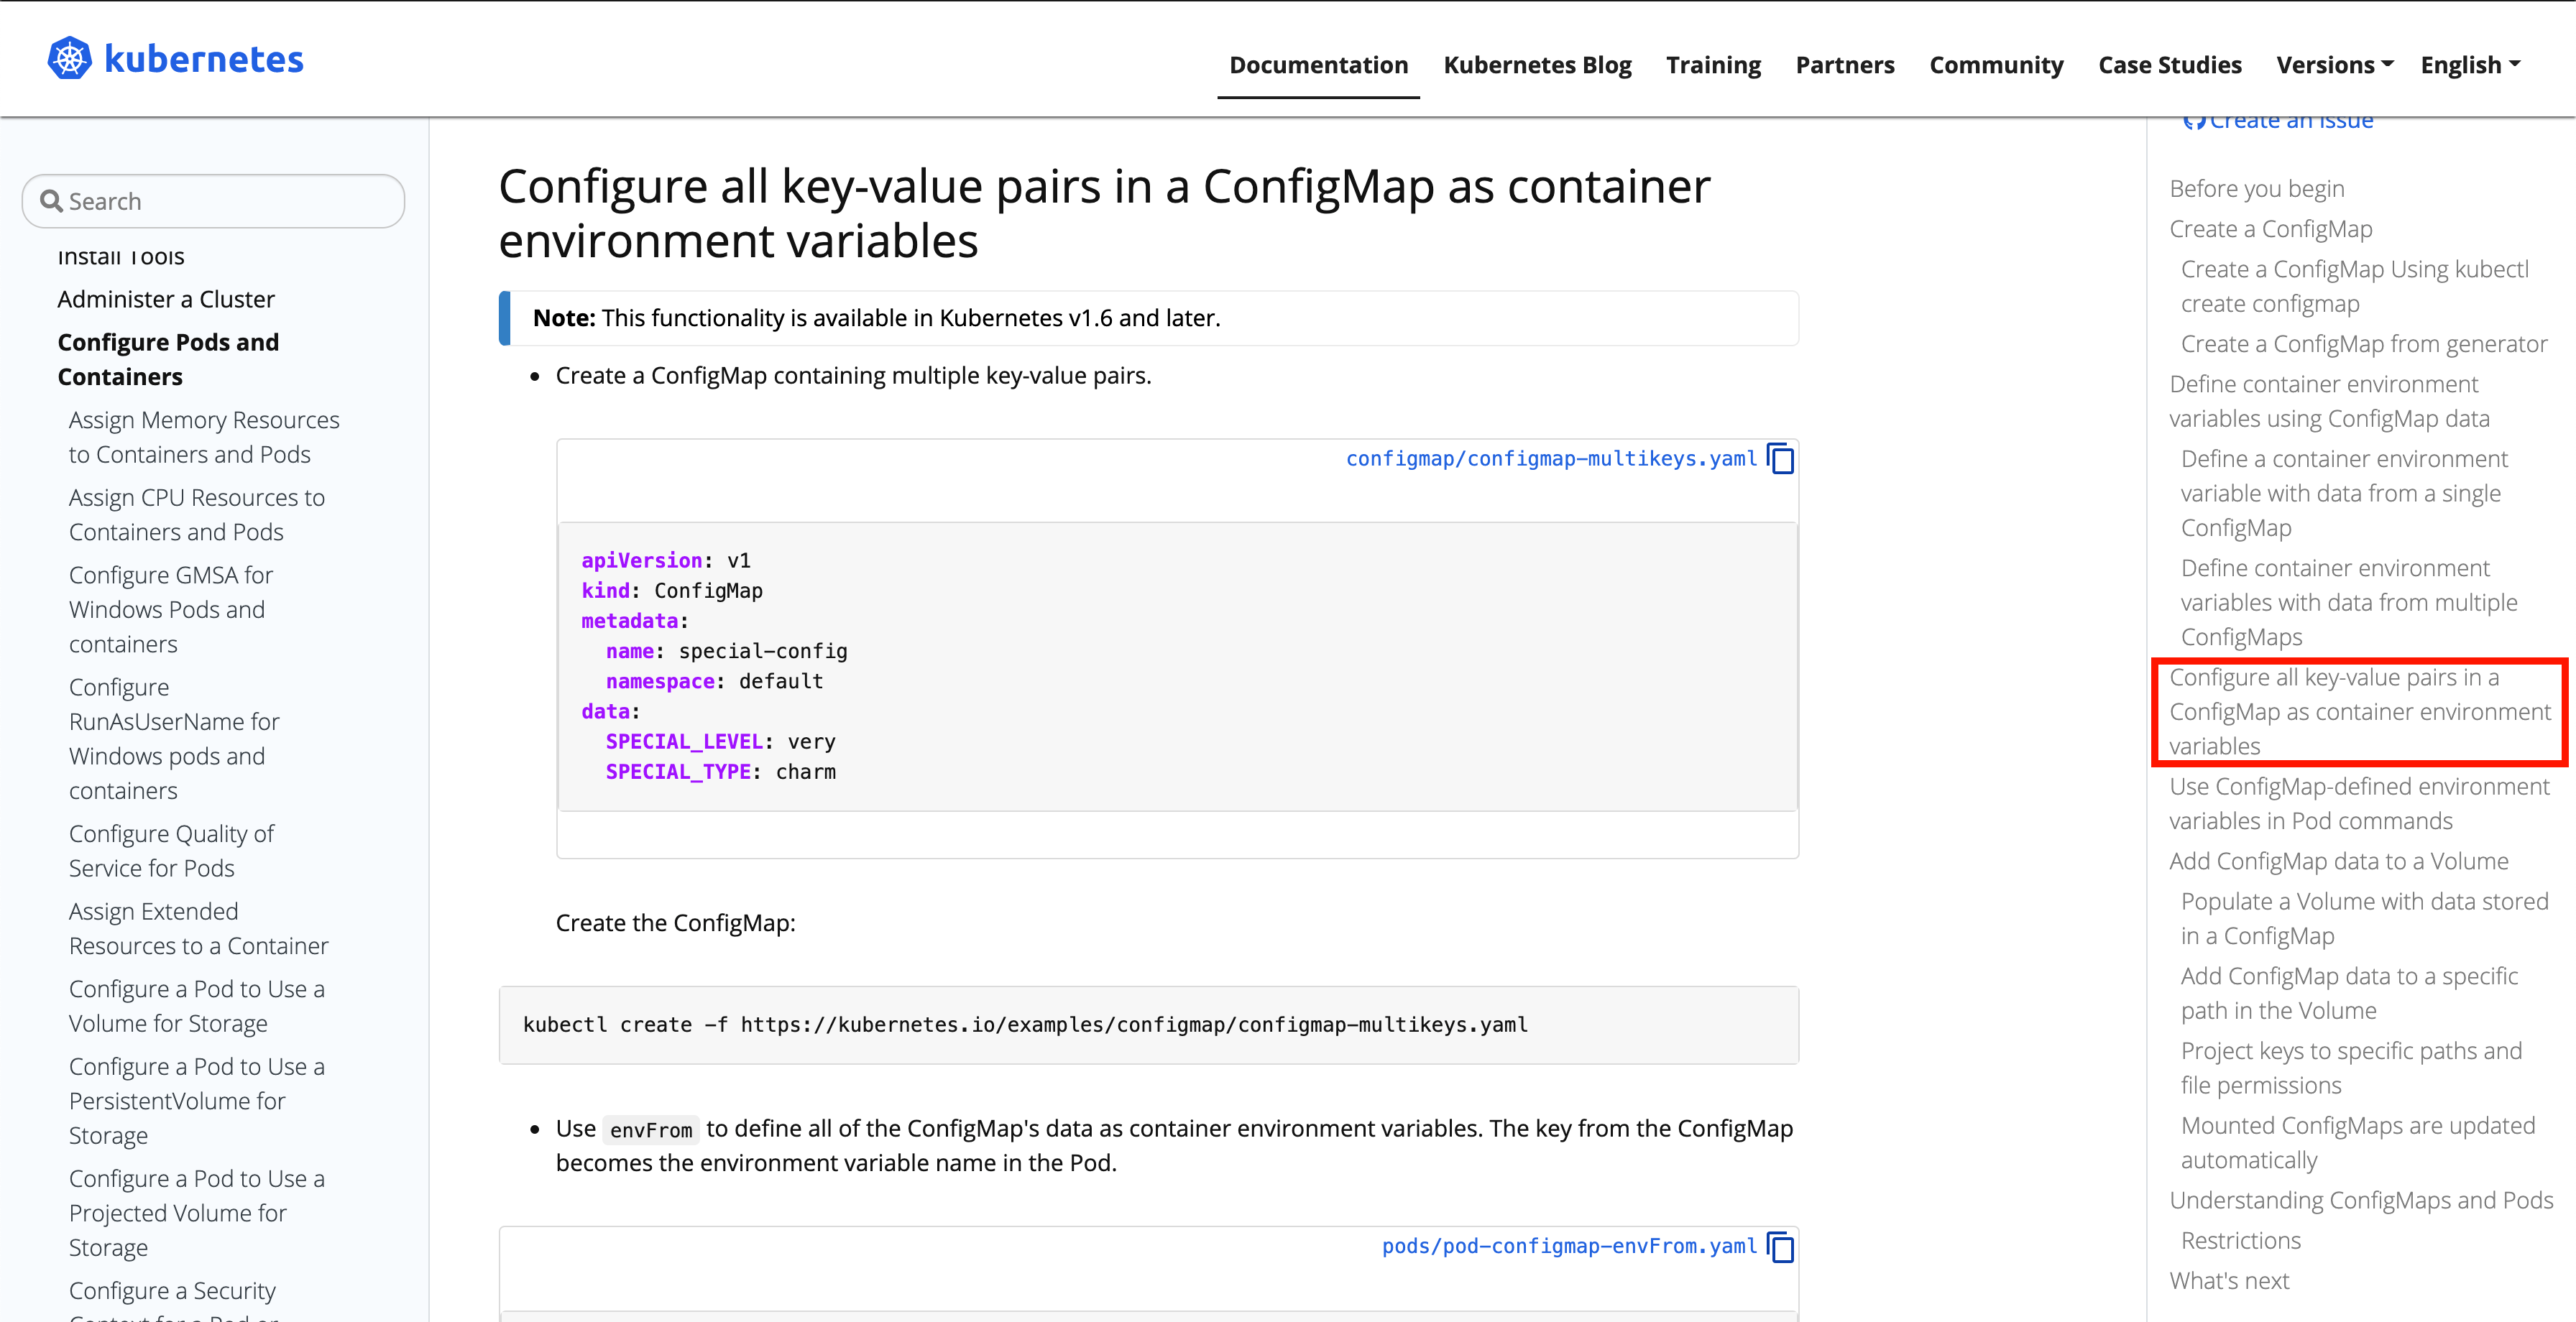 kubernetes
Documentation
Kubernetes Blog
Training
Partners
Community
Case Studies
Versions
English
Search
Install Tools
Administer a Cluster
Configure Pods and
Containers
Assign Memory Resources
to Containers and Pods
Assign CPU Resources to
Containers and Pods
Configure GMSA for
Windows Pods and
containers
Configure
RunAsUserName for
Windows pods and
containers
Configure Quality of
Service for Pods
Assign Extended
Resources to a Container
Configure a Pod to Use a
Volume for Storage
Configure a Pod to Use a
PersistentVolume for
Storage
Configure a Pod to Use a
Projected Volume for
Storage
Configure a Security
Context for a Pod or
Configure all key-value pairs in a ConfigMap as container
environment variables
Note: This functionality is available in Kubernetes v1.6 and later.
• Create a ConfigMap containing multiple key-value pairs.
configmap/configmap-multikeys.yaml
apiVersion: v1
kind: ConfigMap
metadata:
  name: special-config
  namespace: default
data:
  SPECIAL_LEVEL: very
  SPECIAL_TYPE: charm
Create the ConfigMap:
kubectl create -f https://kubernetes.io/examples/configmap/configmap-multikeys.yaml
• Use envFrom to define all of the ConfigMap's data as container environment variables. The key from the ConfigMap
becomes the environment variable name in the Pod.
pods/pod-configmap-envFrom.yaml
Create an issue
Before you begin
Create a ConfigMap
Create a ConfigMap Using kubectl
create configmap
Create a ConfigMap from generator
Define container environment
variables using ConfigMap data
Define a container environment
variable with data from a single
ConfigMap
Define container environment
variables with data from multiple
ConfigMaps
Configure all key-value pairs in a
ConfigMap as container environment
variables
Use ConfigMap-defined environment
variables in Pod commands
Add ConfigMap data to a Volume
Populate a Volume with data stored
in a ConfigMap
Add ConfigMap data to a specific
path in the Volume
Project keys to specific paths and
file permissions
Mounted ConfigMaps are updated
automatically
Understanding ConfigMaps and Pods
Restrictions
What's next